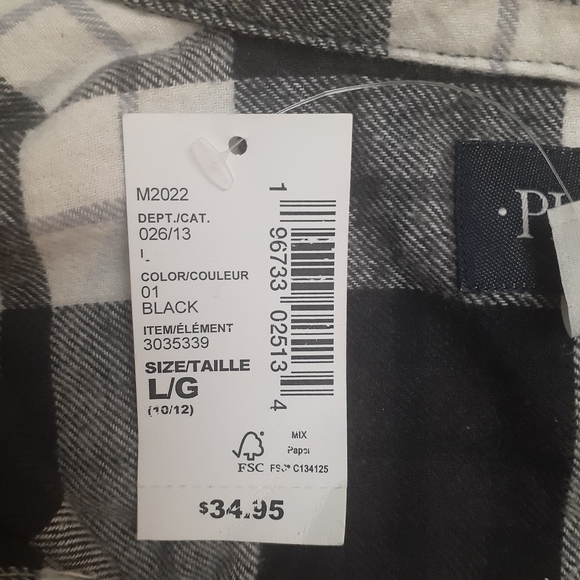 M2022
DEPT./CAT.
026/13
L
COLOR/COULEUR
01
BLACK
ITEM/ÉLÉMENT
3035339
SIZE/TAILLE
L/G
(10/12)
1 96733 02513 4
MIX
FSC
FSC® C134125
$34.95